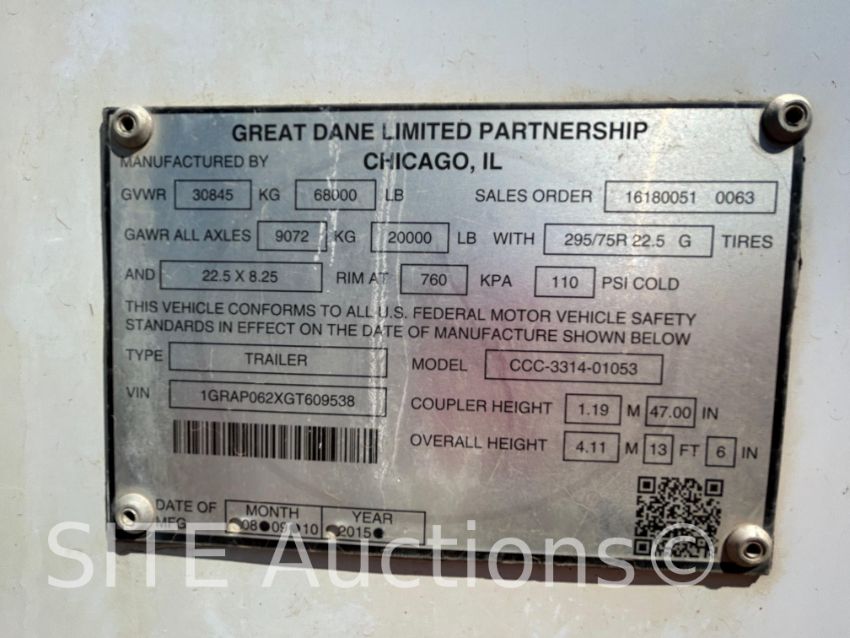 GREAT DANE LIMITED PARTNERSHIP
MANUFACTURED BY CHICAGO, IL
GVWR 30845 KG 68000 LB SALES ORDER 16180051 0063
GAWR ALL AXLES 9072 KG 20000 LB WITH 295/75R 22.5 G TIRES
AND 22.5 X 8.25 RIM AT 760 KPA 110 PSI COLD
THIS VEHICLE CONFORMS TO ALL U.S. FEDERAL MOTOR VEHICLE SAFETY
STANDARDS IN EFFECT ON THE DATE OF MANUFACTURE SHOWN BELOW
TYPE TRAILER MODEL CCC-3314-01053
VIN 1GRAP062XGT609538 COUPLER HEIGHT 1.19 M 47.00 IN
OVERALL HEIGHT 4.11 M 13 FT 6 IN
DATE OF MFG MONTH 08 09 10 YEAR 2015
SITE Auctions©